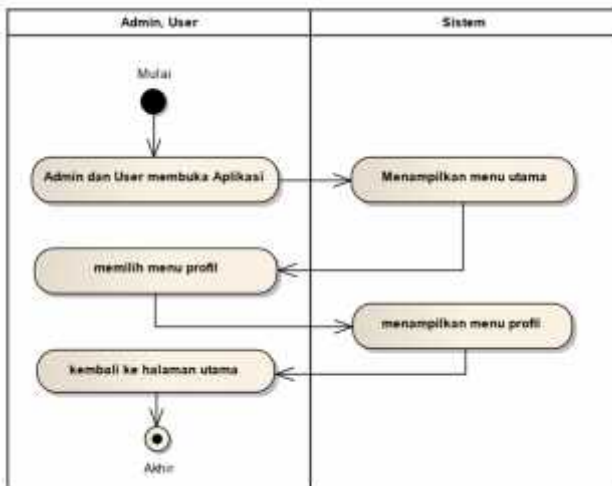 Admin, User
Sistem
Mulai
Admin dan User membuka Aplikasi
Menampilkan menu utama
memilih menu profil
menampilkan menu profil
kembali ke halaman utama
Akhir